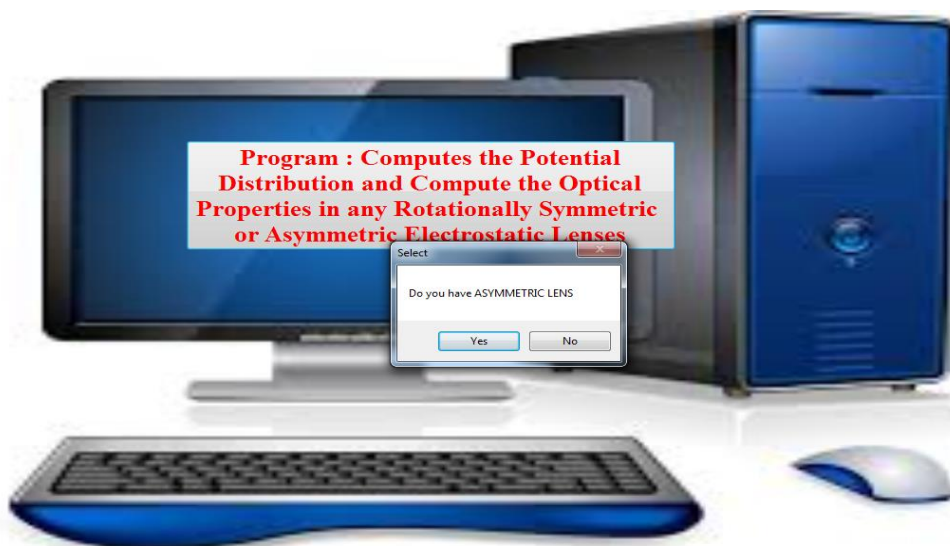 Program : Computes the Potential
Distribution and Compute the Optical
Properties in any Rotationally Symmetric
or Asymmetric Electrostatic Lenses
Select
Do you have ASYMMETRIC LENS
Yes No